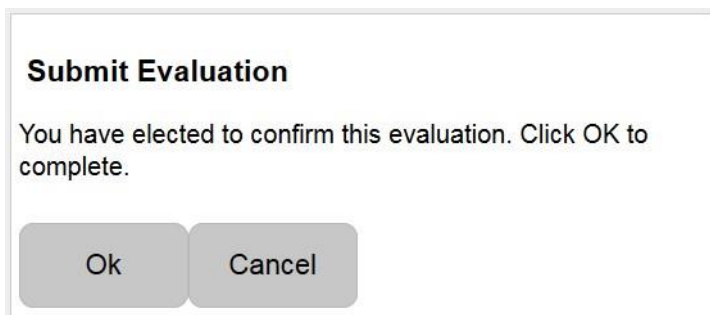 Submit Evaluation
You have elected to confirm this evaluation. Click OK to
complete.
Ok Cancel